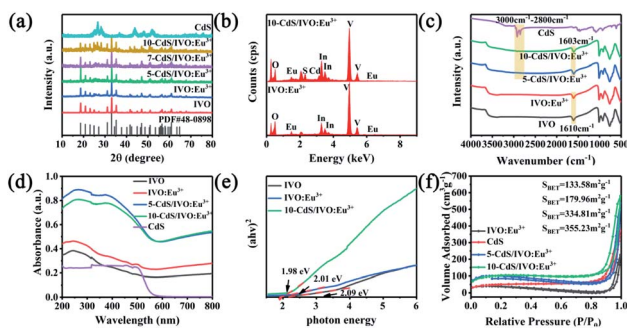 (a)
CdS
10-CdS/IVO:Eu³⁺
7-CdS/IVO:Eu³⁺
5-CdS/IVO:Eu³⁺
IVO:Eu³⁺
IVO
PDF#48-0898
10 20 30 40 50 60 70 80
2θ (degree)
Intensity (a.u.)
(b)
10-CdS/IVO:Eu³⁺
V
O
Eu
S
Cd
In
In
V
Eu
IVO:Eu³⁺
V
O
Eu
In
In
V
Eu
0 2 4 6 8
Energy (keV)
Counts (cps)
(c)
3000cm⁻¹-2800cm⁻¹
CdS
1603cm⁻¹
10-CdS/IVO:Eu³⁺
5-CdS/IVO:Eu³⁺
IVO:Eu³⁺
IVO
1610cm⁻¹
4000 3500 3000 2500 2000 1500 1000 500
Wavenumber (cm⁻¹)
Intensity (a.u.)
(d)
IVO
IVO:Eu³⁺
5-CdS/IVO:Eu³⁺
10-CdS/IVO:Eu³⁺
CdS
1.0
0.8
0.6
0.4
0.2
0.0
200 300 400 500 600 700 800
Wavelength (nm)
Absorbance (a.u.)
(e)
IVO
IVO:Eu³⁺
10-CdS/IVO:Eu³⁺
1.98 eV
2.01 eV
2.09 eV
2 3 4 5 6
photon energy
(ahv)²
(f)
S_BET=133.58m²g⁻¹
S_BET=179.96m²g⁻¹
S_BET=334.81m²g⁻¹
S_BET=355.23m²g⁻¹
IVO:Eu³⁺
CdS
5-CdS/IVO:Eu³⁺
10-CdS/IVO:Eu³⁺
600
500
400
300
200
100
0
0.0 0.2 0.4 0.6 0.8 1.0
Relative Pressure (P/P₀)
Volume Adsorbed (cm³g⁻¹)